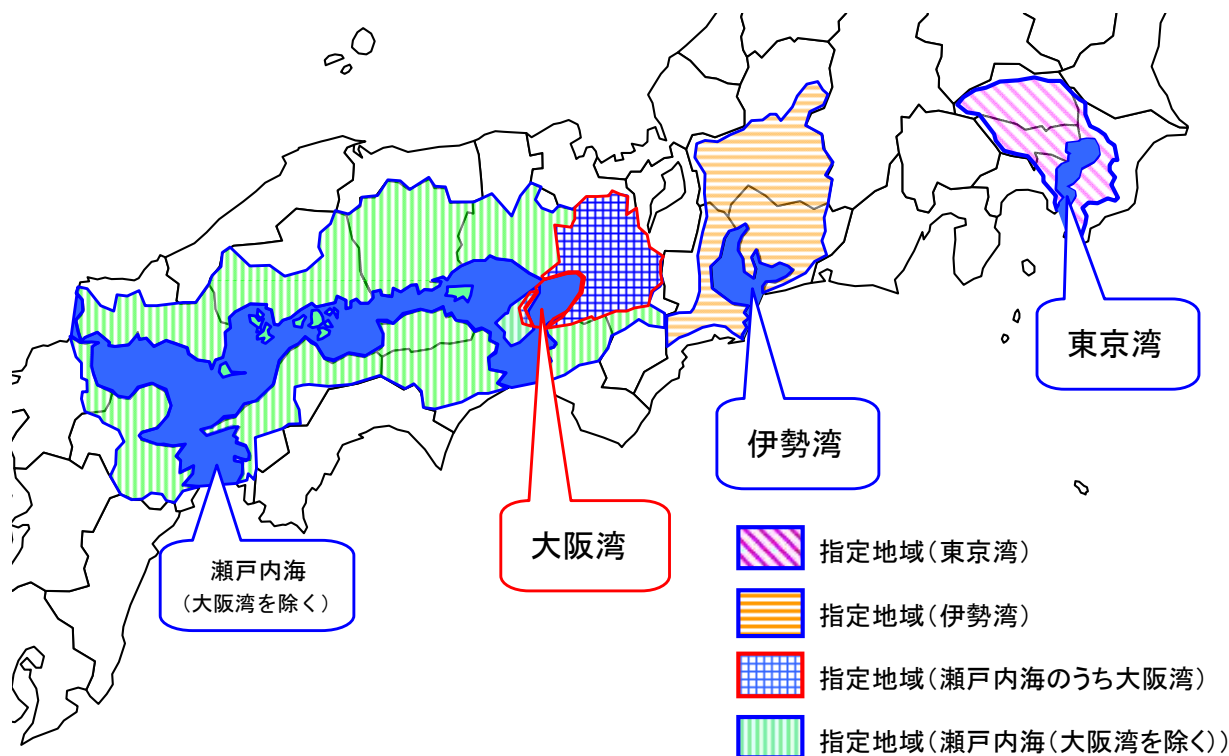 東京湾
伊勢湾
大阪湾
瀬戸内海
(大阪湾を除く)
指定地域(東京湾)
指定地域(伊勢湾)
指定地域(瀬戸内海のうち大阪湾)
指定地域(瀬戸内海(大阪湾を除く))